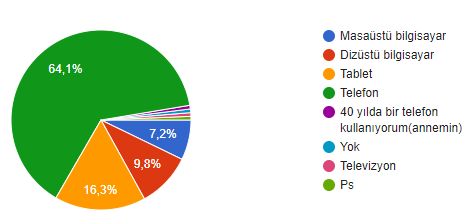 64,1%
7,2%
9,8%
16,3%
Masaüstü bilgisayar
Dizüstü bilgisayar
Tablet
Telefon
40 yılda bir telefon
kullanıyorum(annemin)
Yok
Televizyon
Ps